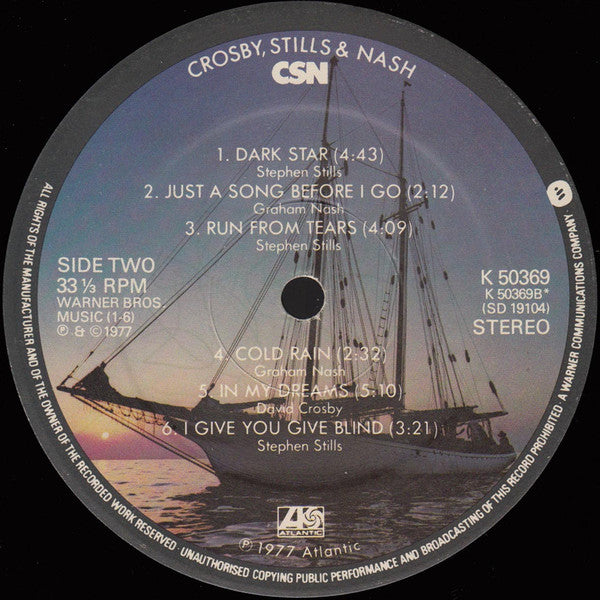 CROSBY, STILLS & NASH
CSN
1. DARK STAR (4:43)
Stephen Stills
2. JUST A SONG BEFORE I GO (2:12)
Graham Nash
3. RUN FROM TEARS (4:09)
Stephen Stills
SIDE TWO
33 ⅓ RPM
WARNER BROS.
MUSIC (1-6)
℗ & © 1977
K 50369
K 50369B*
(SD 19104)
STEREO
4. COLD RAIN (2:32)
Graham Nash
5. IN MY DREAMS (5:10)
David Crosby
6. I GIVE YOU GIVE BLIND (3:21)
Stephen Stills
ATLANTIC
℗ 1977 Atlantic
ALL RIGHTS OF THE MANUFACTURER AND OF THE OWNER OF THE RECORDED WORK RESERVED. UNAUTHORISED COPYING PUBLIC PERFORMANCE AND BROADCASTING OF THIS RECORD PROHIBITED. A WARNER COMMUNICATIONS COMPANY.